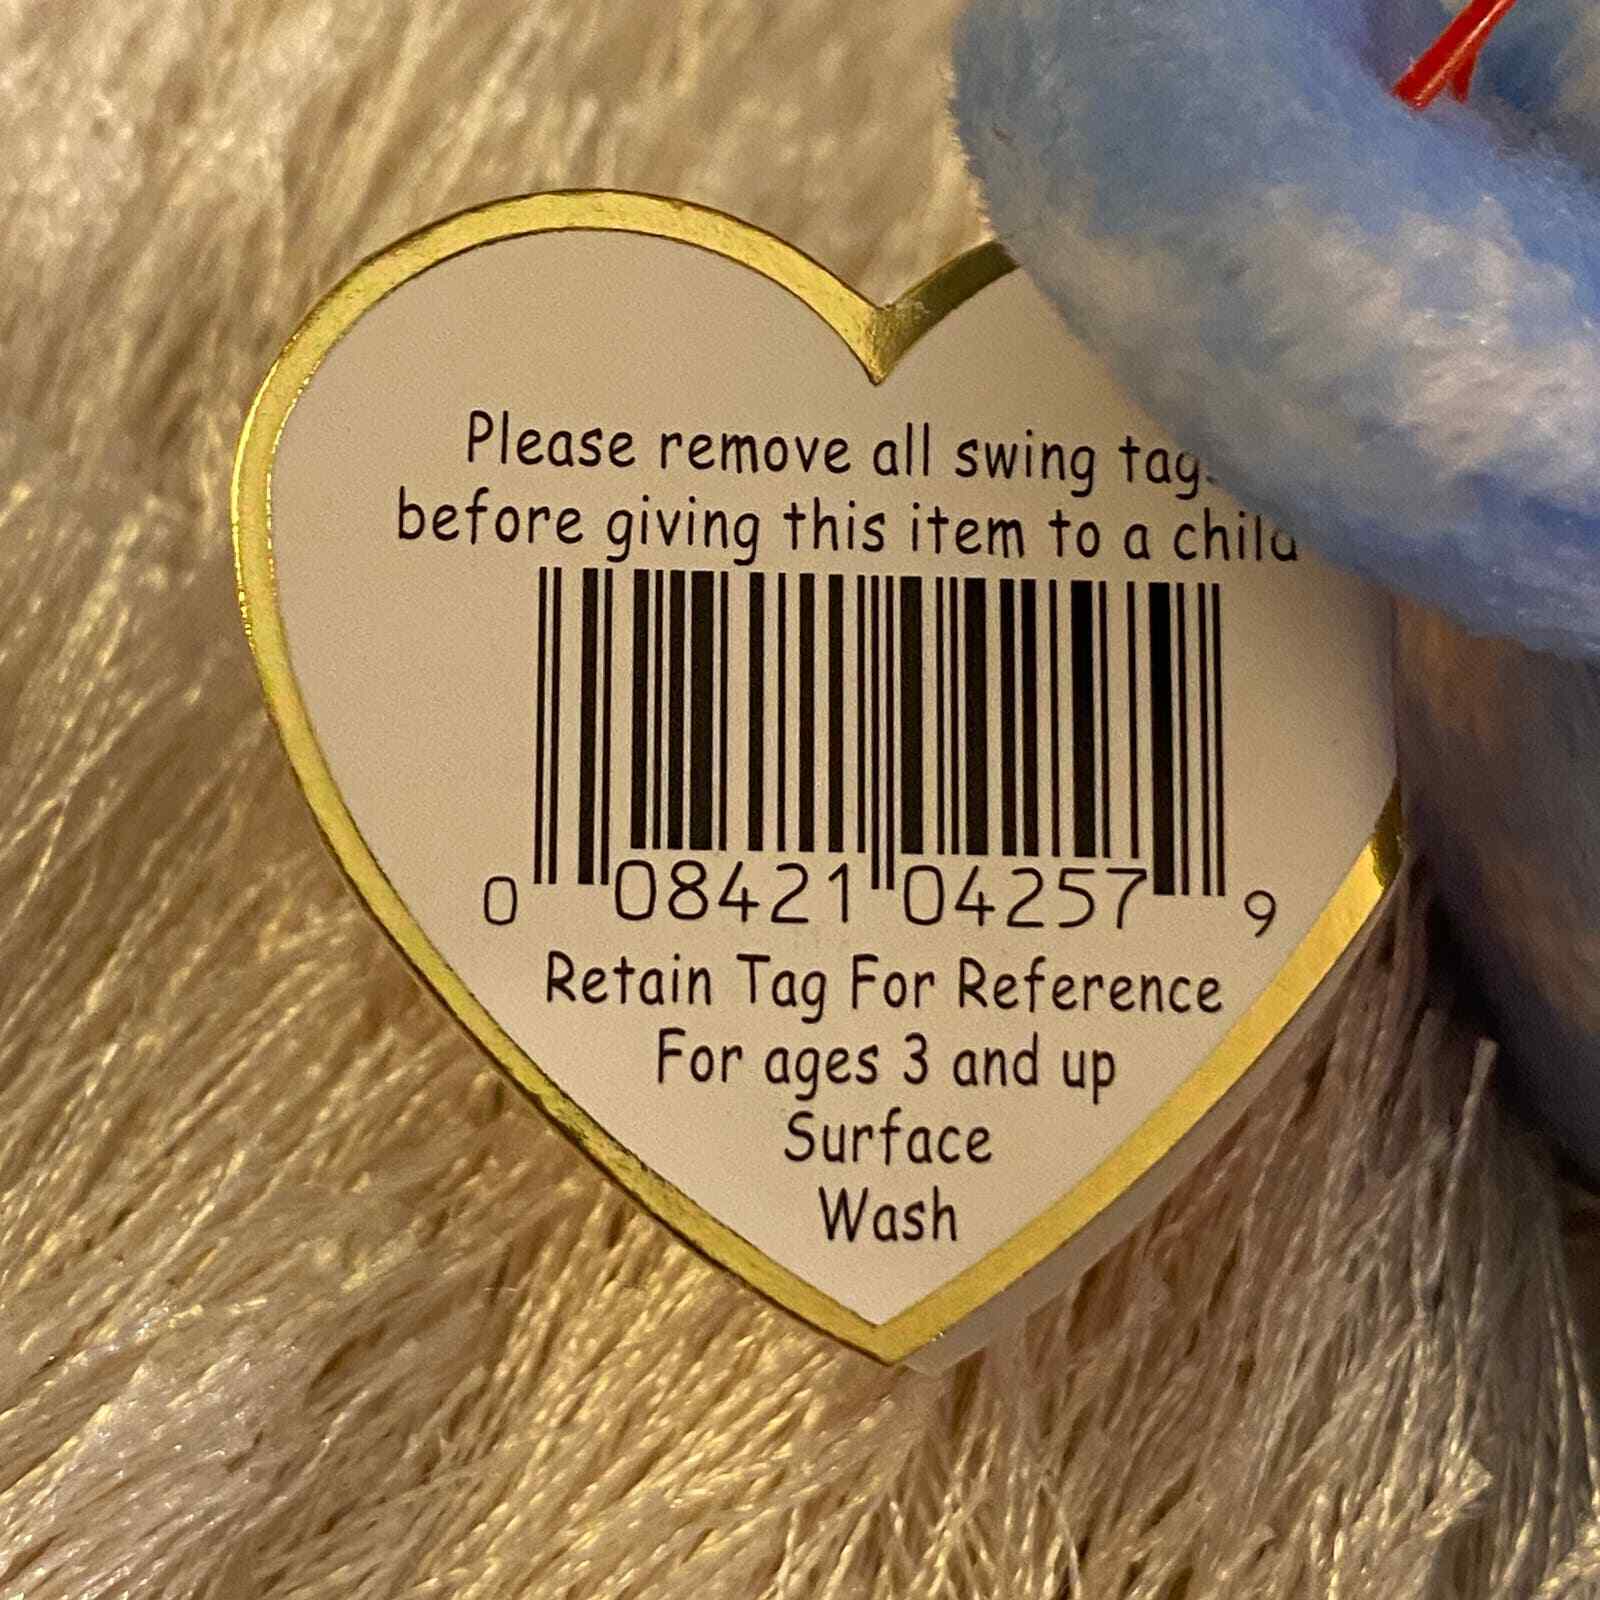 Please remove all swing tag
before giving this item to a child
0 08421 04257 9
Retain Tag For Reference
For ages 3 and up
Surface
Wash